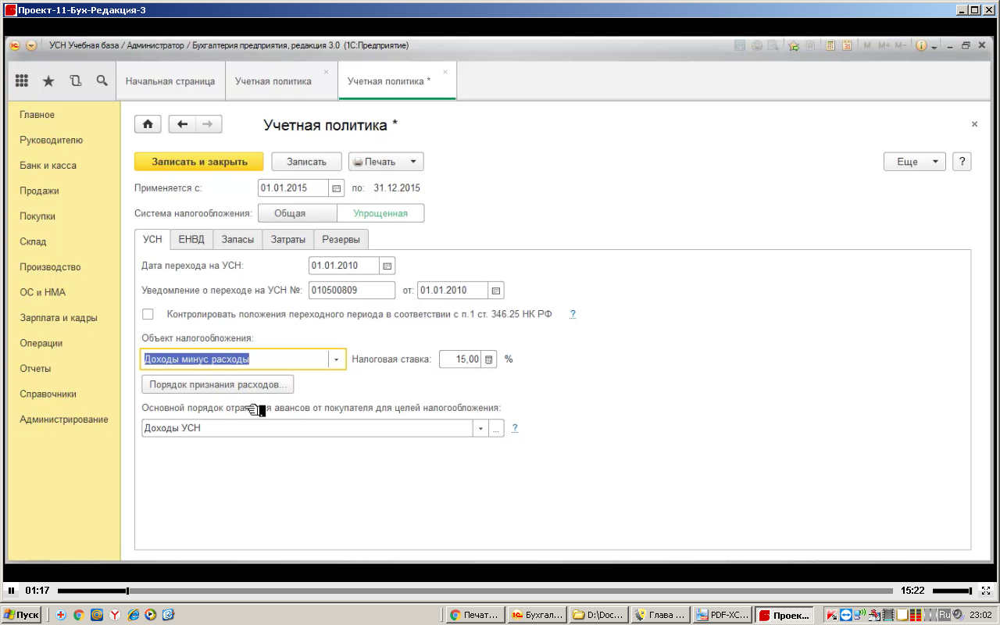 Проект-11-Бух-Редакция-3
УСН Учебная база / Администратор / Бухгалтерия предприятия, редакция 3.0 (1С:Предприятие)
M M+ M-
Начальная страница
Учетная политика
Учетная политика *
Главное
Руководителю
Банк и касса
Продажи
Покупки
Склад
Производство
ОС и НМА
Зарплата и кадры
Операции
Отчеты
Справочники
Администрирование
Учетная политика *
Записать и закрыть
Записать
Печать
Еще
?
Применяется с: 01.01.2015 по: 31.12.2015
Система налогообложения: Общая Упрощенная
УСН ЕНВД Запасы Затраты Резервы
Дата перехода на УСН: 01.01.2010
Уведомление о переходе на УСН №: 010500809 от: 01.01.2010
Контролировать положения переходного периода в соответствии с п.1 ст. 346.25 НК РФ ?
Объект налогообложения:
Доходы минус расходы Налоговая ставка: 15,00 %
Порядок признания расходов...
Основной порядок отра я авансов от покупателя для целей налогообложения:
Доходы УСН ... ?
01:17 15:22
Пуск Печат... Бухгал... D:\Doc... Глава ... PDF-XC... Проек... Ru 23:02